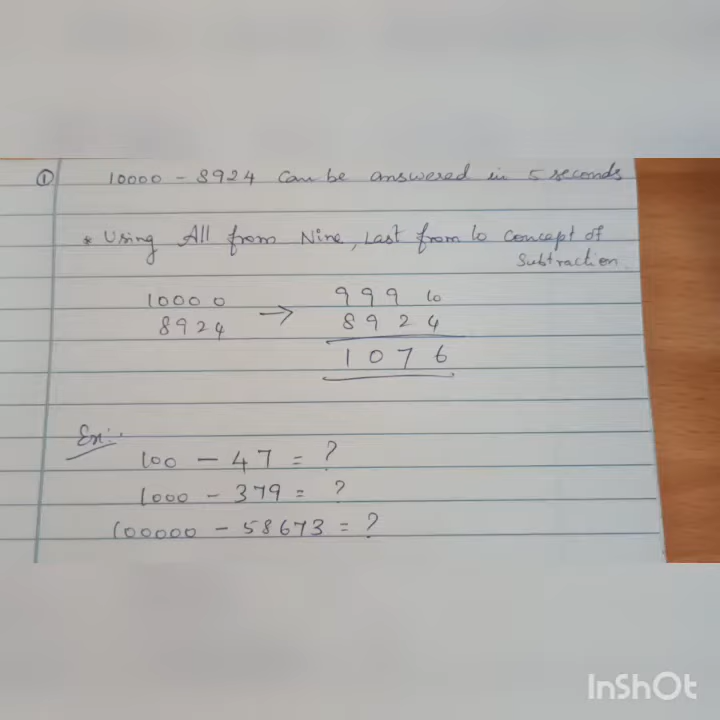 ① 10000 - 8924 can be answered in 5 seconds
* Using All from Nine, Last from 10 concept of
subtraction
10000 → 9 9 9 10
8924 8 9 2 4
1 0 7 6
Ex:-
100 - 47 = ?
1000 - 379 = ?
100000 - 58673 = ?
InShOt